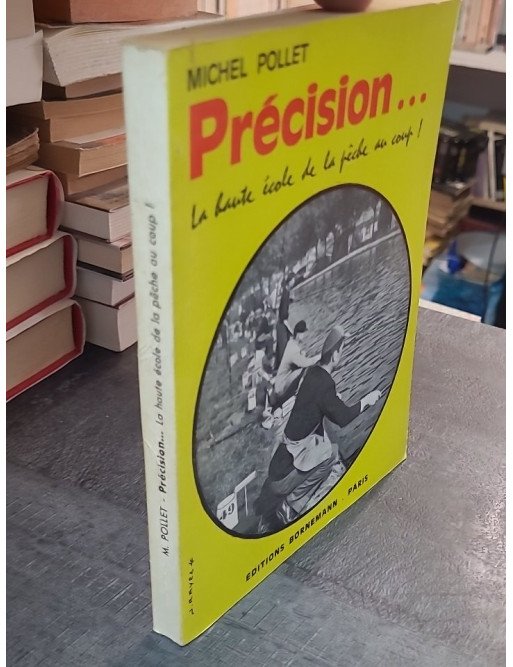 MICHEL POLLET
Précision...
La haute école de la pêche au coup !
49
EDITIONS BORNEMANN PARIS
M. POLLET - Précision... La haute école de la pêche au coup !